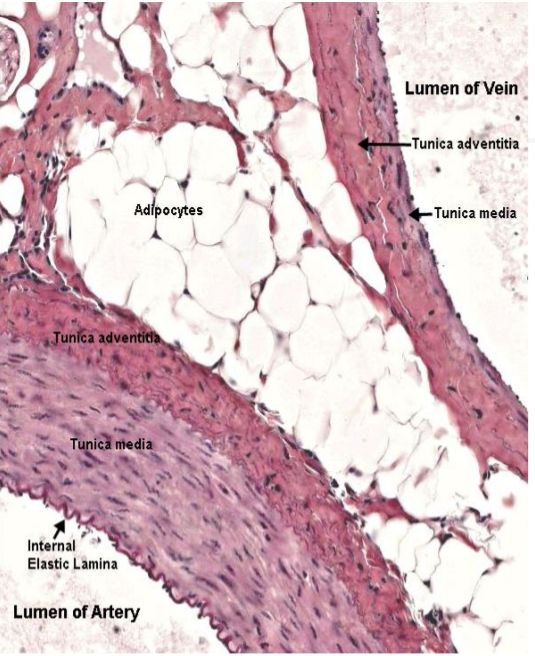 Lumen of Vein
Tunica adventitia
Tunica media
Adipocytes
Tunica adventitia
Tunica media
Internal
Elastic Lamina
Lumen of Artery